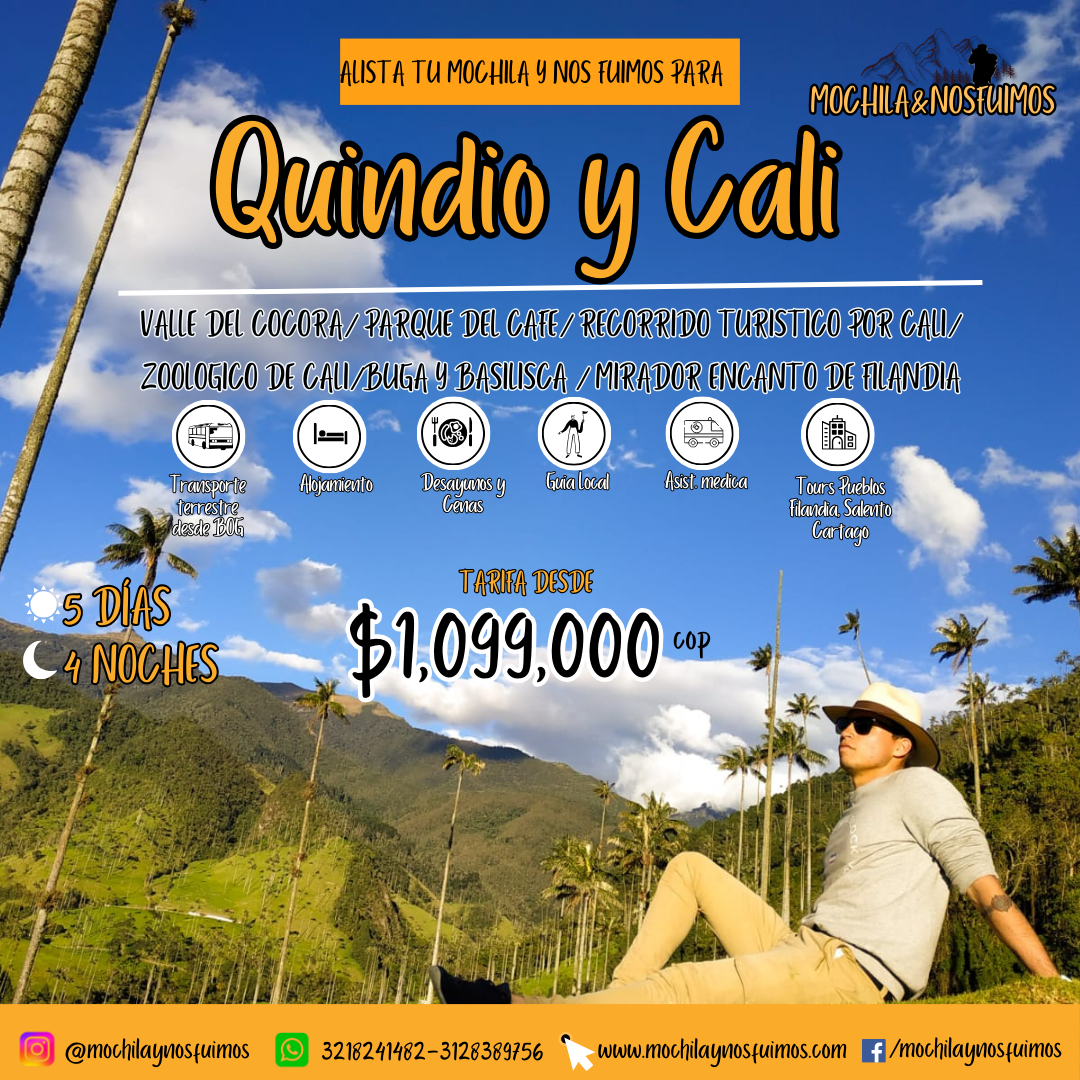 ALISTA TU MOCHILA Y NOS FUIMOS PARA
MOCHILA&NOSFUIMOS
Quindio y Cali
VALLE DEL COCORA/ PARQUE DEL CAFE/ RECORRIDO TURISTICO POR CALI/
ZOOLOGICO DE CALI/BUGA Y BASILISCA /MIRADOR ENCANTO DE FILANDIA
Transporte
terrestre
desde BOG
Alojamiento
Desayunos y
Cenas
Guia Local
Asist. medica
Tours Pueblos
Filandia, Salento
Cartago
5 DÍAS
4 NOCHES
TARIFA DESDE
$1,099,000 COP
@mochilaynosfuimos
3218241482-3128389756
www.mochilaynosfuimos.com
/mochilaynosfuimos